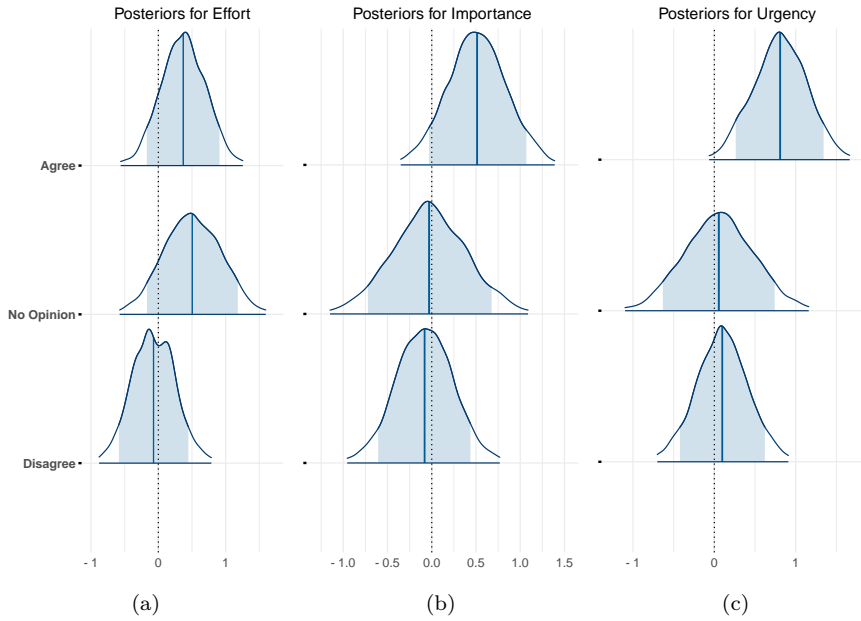 Posteriors for Effort
Posteriors for Importance
Posteriors for Urgency
Agree
No Opinion
Disagree
- 1 0 1
- 1.0 - 0.5 0.0 0.5 1.0 1.5
- 1 0 1
(a)
(b)
(c)